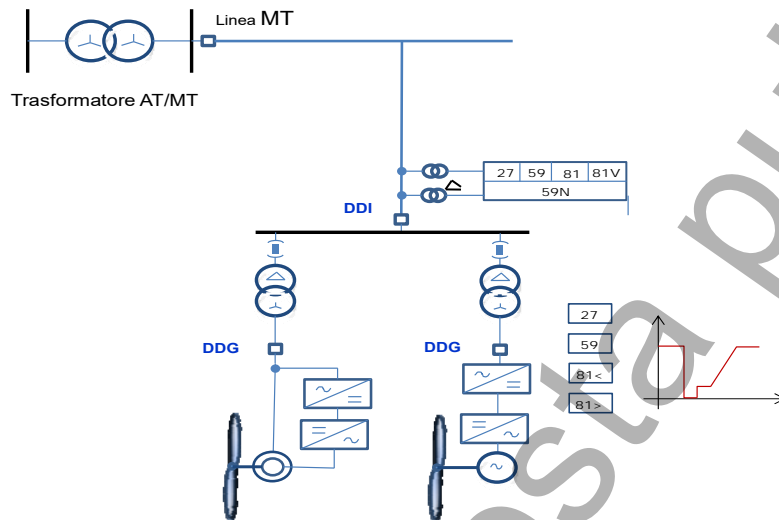 Linea MT
Trasformatore AT/MT
27 59 81 81V
59N
DDI
DDG
DDG
27
59
81<
81>